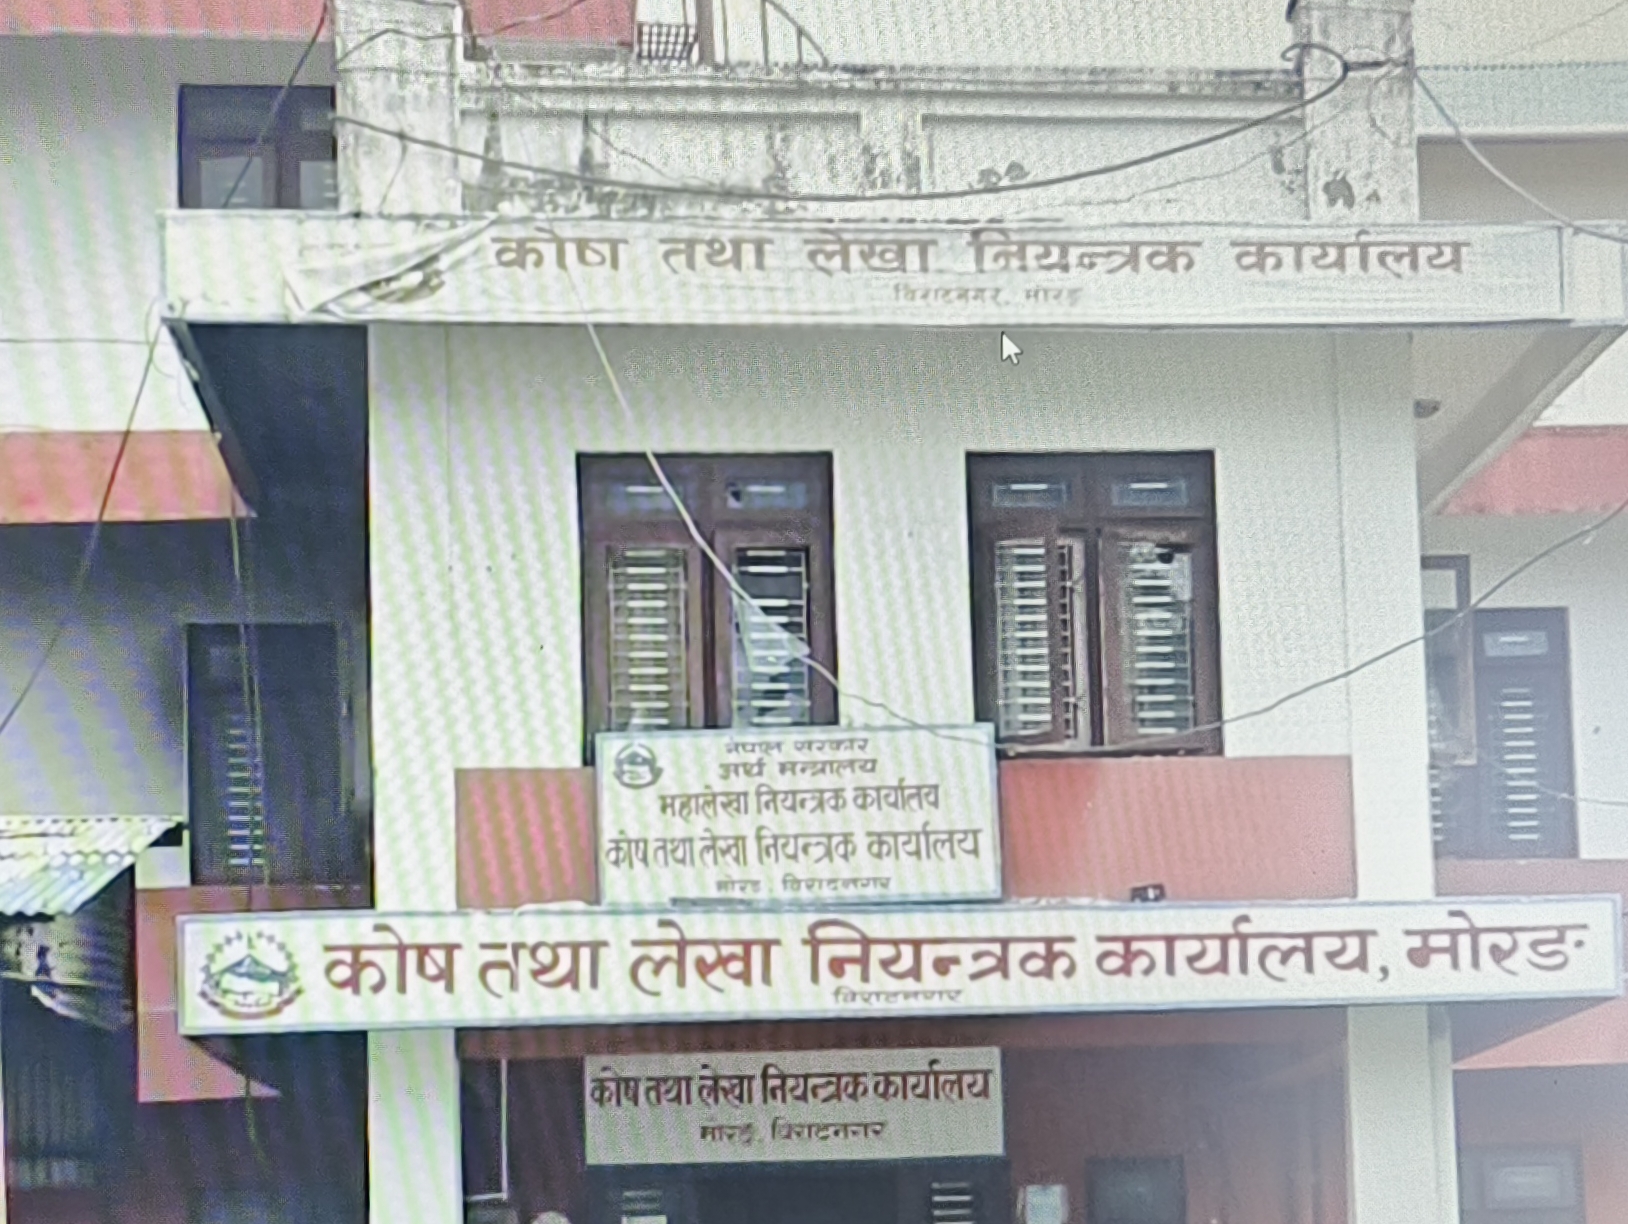 कोष तथा लेखा नियन्त्रक कार्यालय
विराटनगर, मोरङ
नेपाल सरकार
अर्थ मन्त्रालय
महालेखा नियन्त्रक कार्यालय
कोष तथा लेखा नियन्त्रक कार्यालय
मोरङ, विराटनगर
कोष तथा लेखा नियन्त्रक कार्यालय, मोरङ
विराटनगर
कोष तथा लेखा नियन्त्रक कार्यालय
मोरङ, विराटनगर